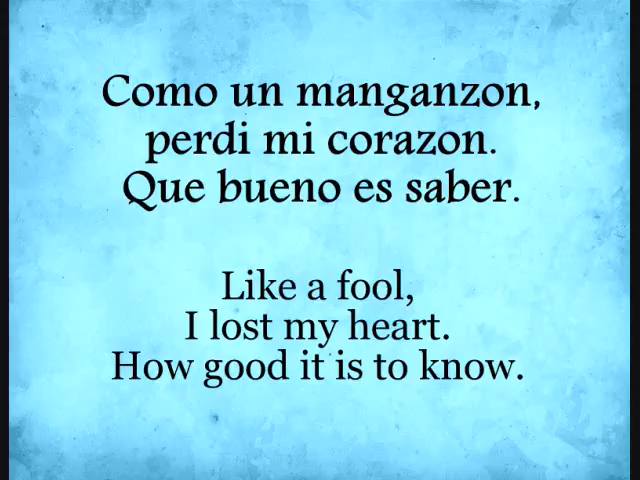 Como un manganzon,
perdi mi corazon.
Que bueno es saber.
Like a fool,
I lost my heart.
How good it is to know.